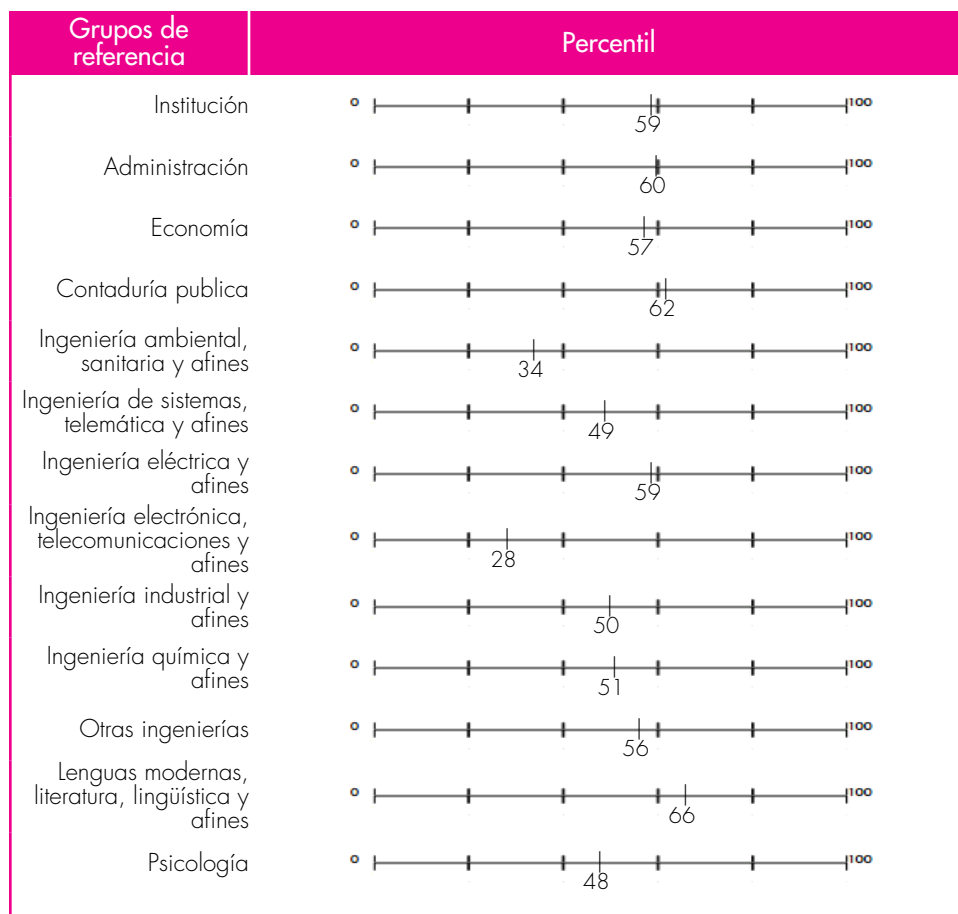 Grupos de
referencia
Percentil
Institución
0 100
59
Administración
0 100
60
Economía
0 100
57
Contaduría publica
0 100
62
Ingeniería ambiental,
sanitaria y afines
0 100
34
Ingeniería de sistemas,
telemática y afines
0 100
49
Ingeniería eléctrica y
afines
0 100
59
Ingeniería electrónica,
telecomunicaciones y
afines
0 100
28
Ingeniería industrial y
afines
0 100
50
Ingeniería química y
afines
0 100
51
Otras ingenierías
0 100
56
Lenguas modernas,
literatura, lingüística y
afines
0 100
66
Psicología
0 100
48